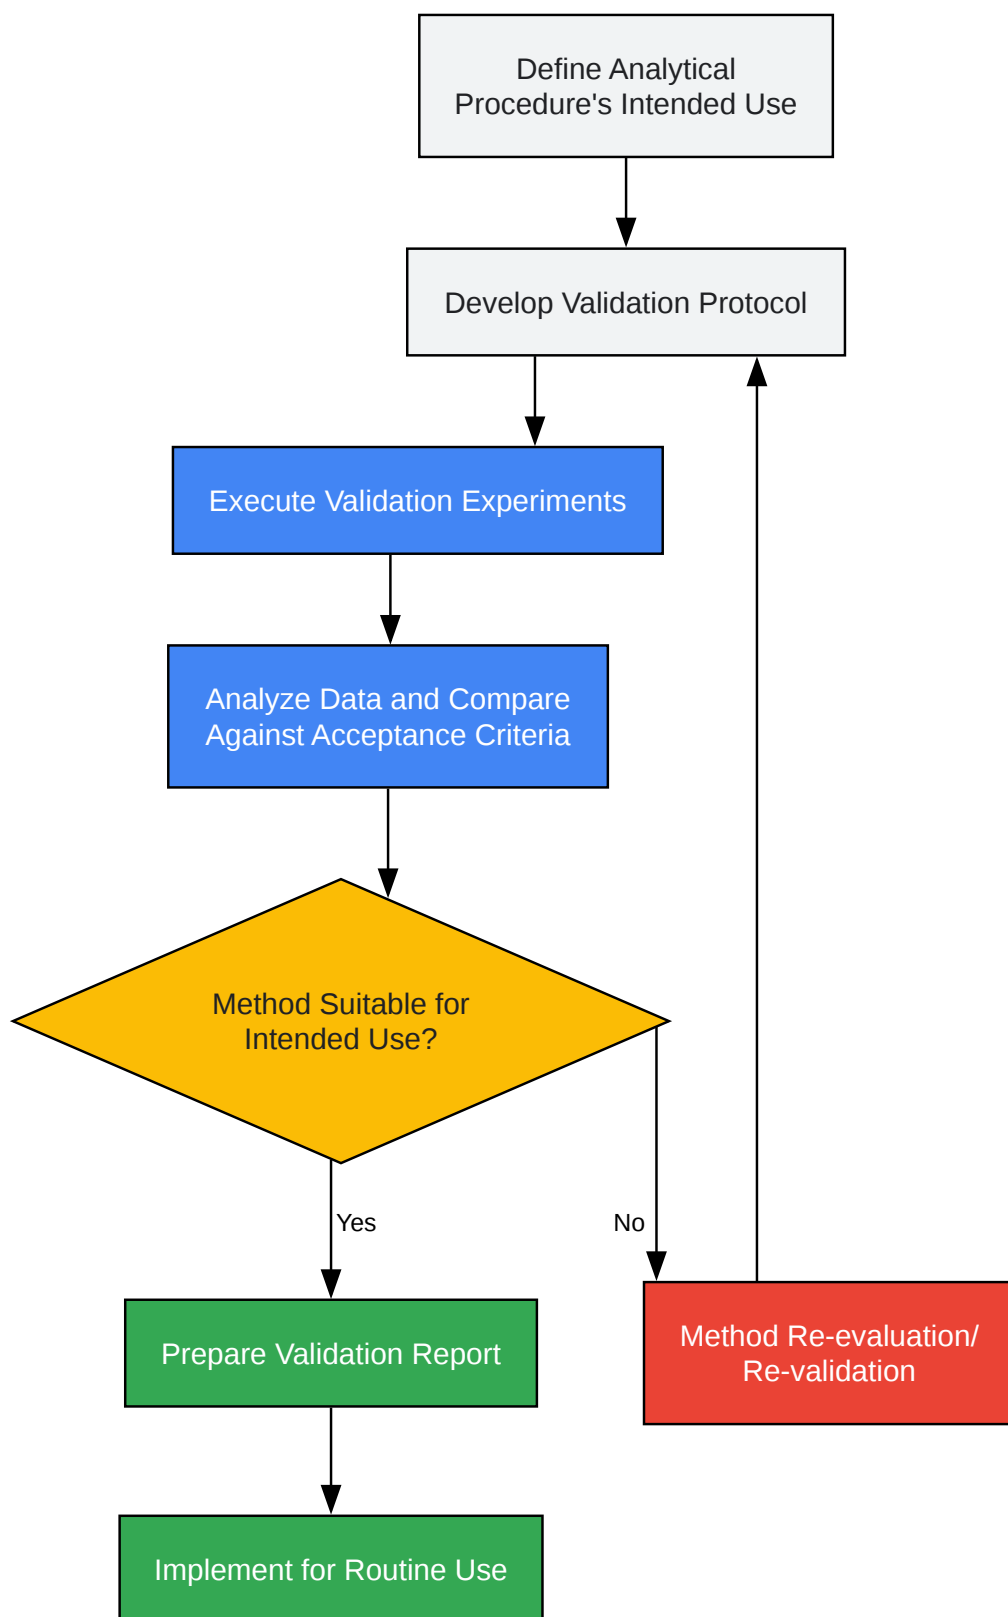 Define Analytical
Procedure's Intended Use
Develop Validation Protocol
Execute Validation Experiments
Analyze Data and Compare
Against Acceptance Criteria
Method Suitable for
Intended Use?
Yes
No
Prepare Validation Report
Method Re-evaluation/
Re-validation
Implement for Routine Use